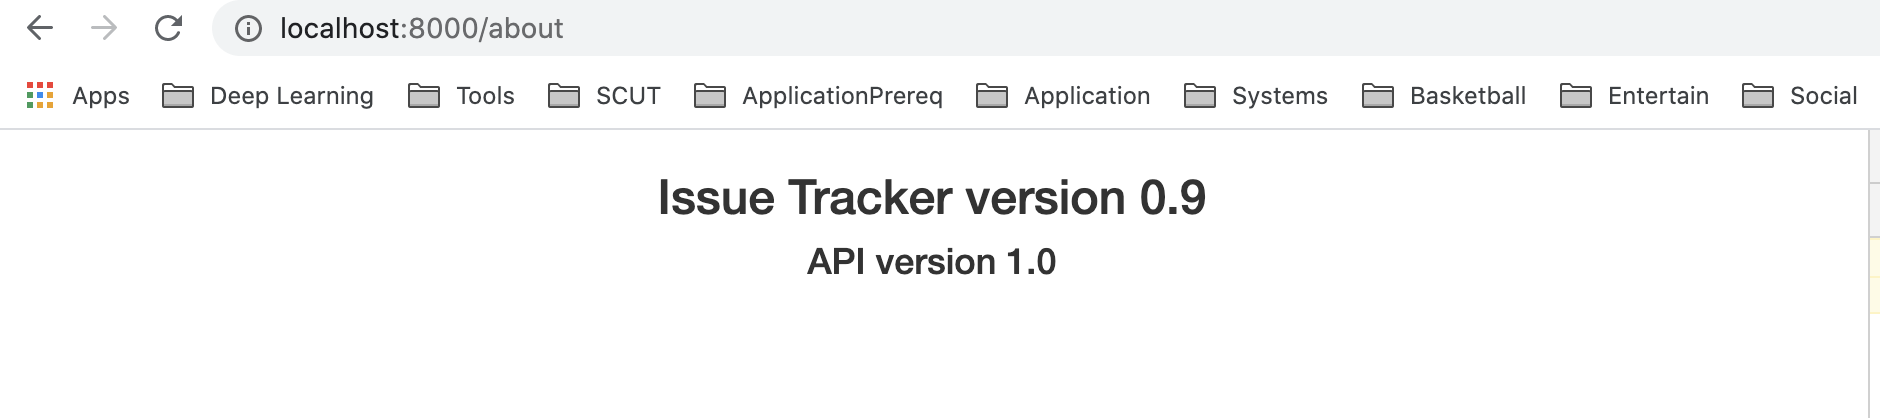 localhost:8000/about
Apps Deep Learning Tools SCUT ApplicationPrereq Application Systems Basketball Entertain Social
Issue Tracker version 0.9
API version 1.0